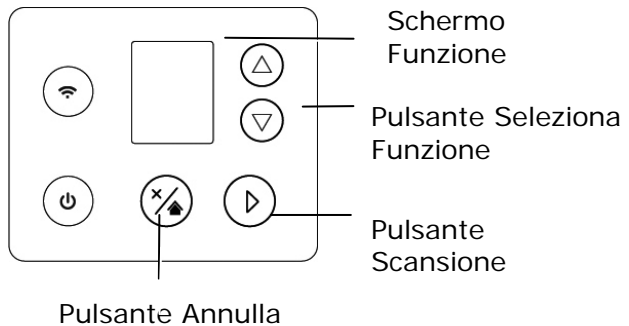 Schermo
Funzione
Pulsante Seleziona
Funzione
Pulsante
Scansione
Pulsante Annulla